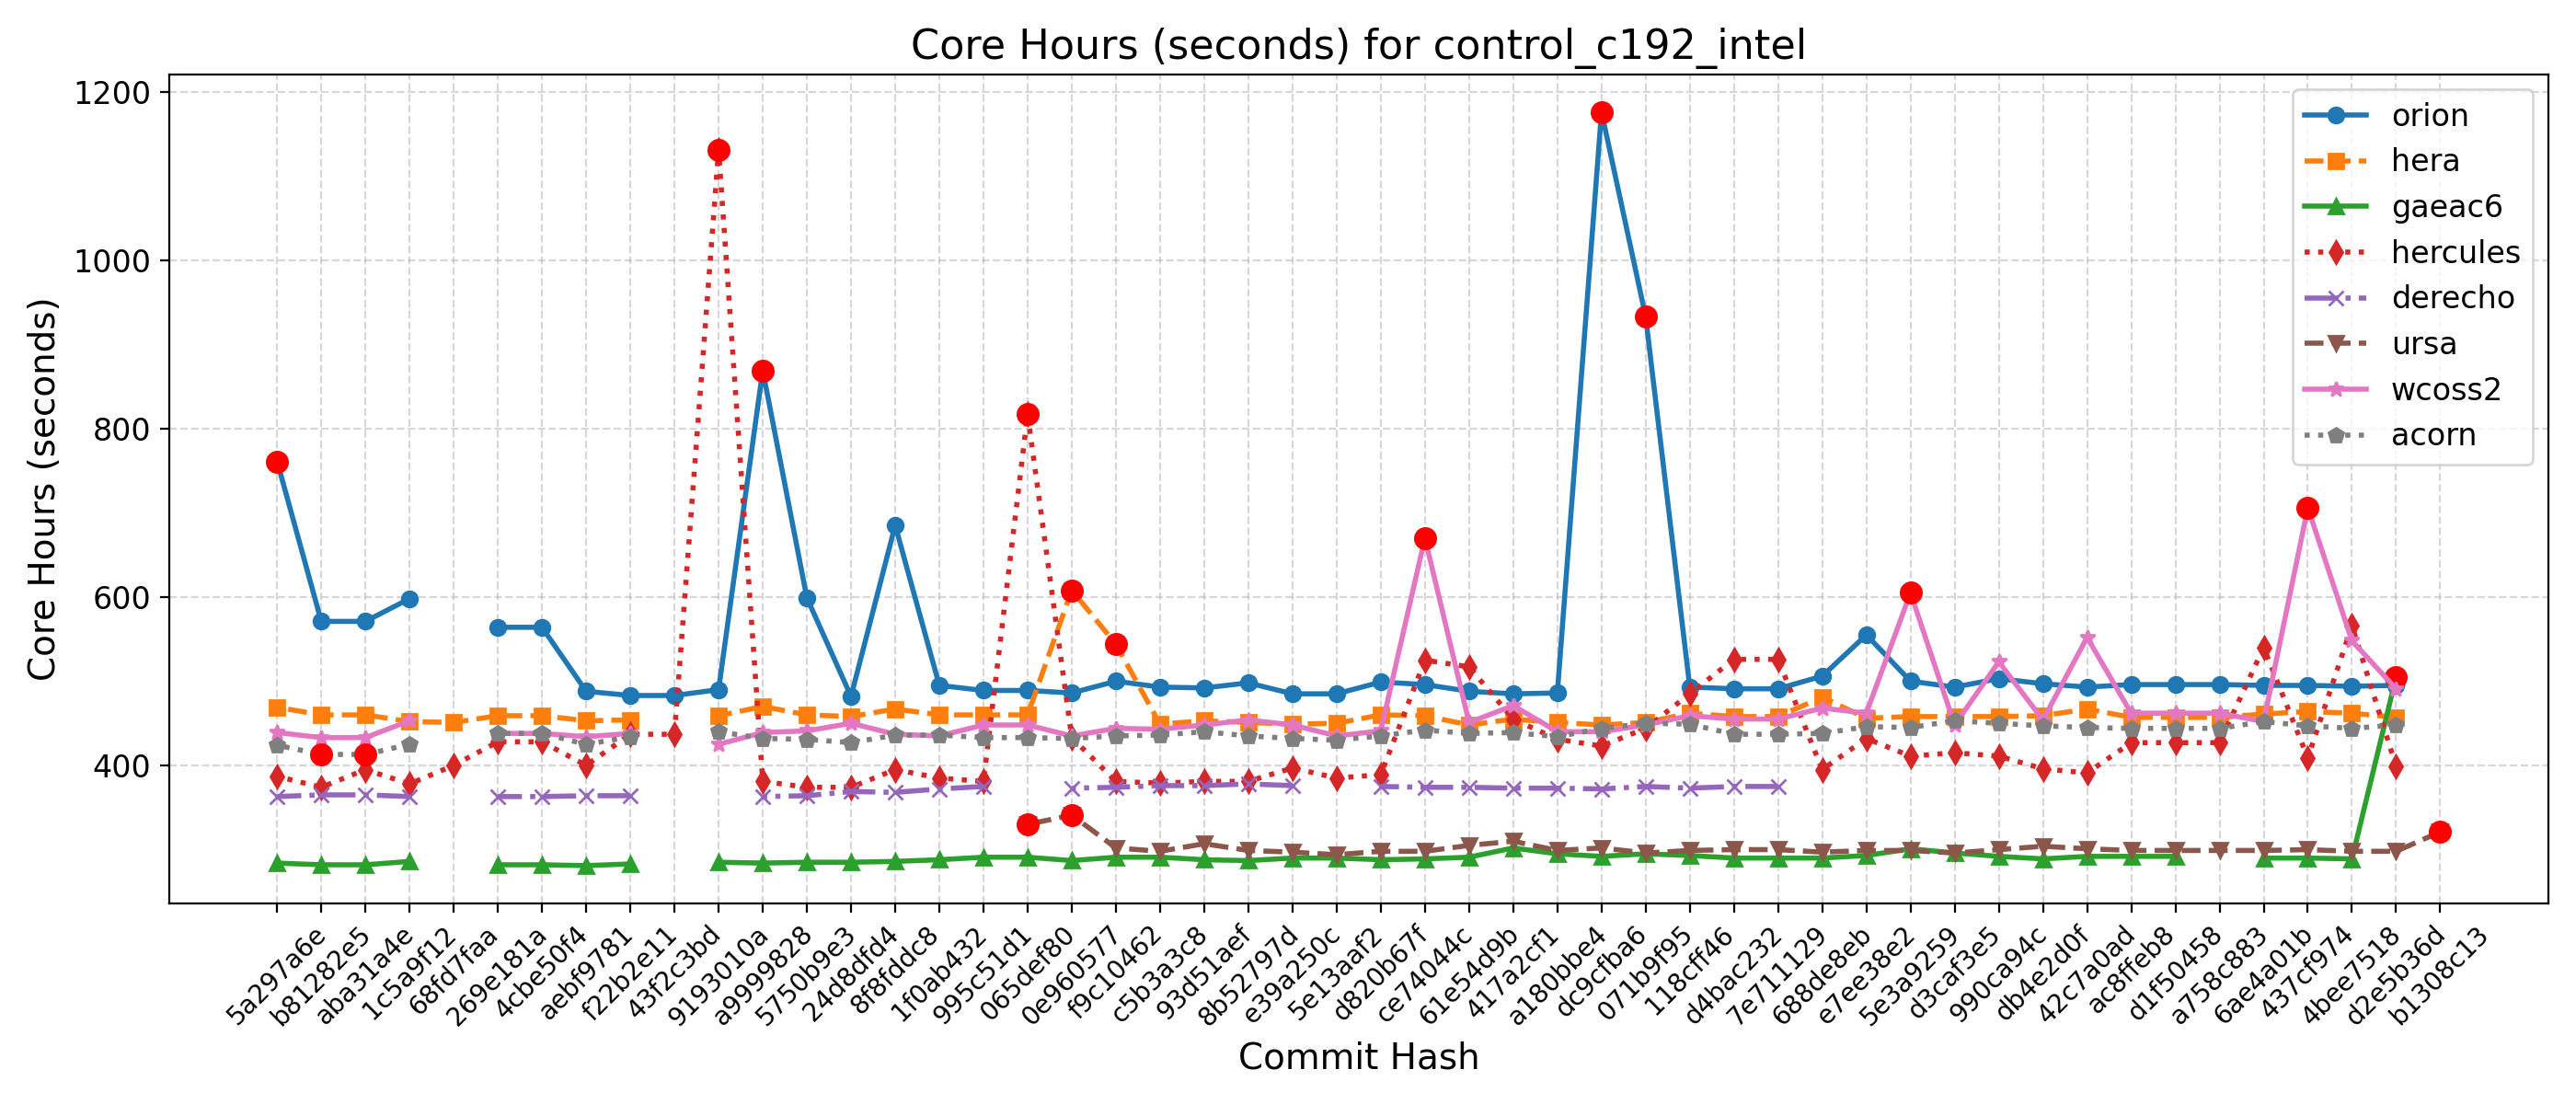 Core Hours (seconds) for control_c192_intel
Core Hours (seconds)
1200
1000
800
600
400
orion
hera
gaeac6
hercules
derecho
ursa
wcoss2
acorn
5a297a6e
b81282e5
aba31a4e
1c5a9f12
68fd7faa
269e181a
4cbe50f4
aebf9781
f22b2e11
43f2c3bd
9193010a
a9999828
5750b9e3
24d8dfd4
8f8fddc8
1f0ab432
995c51d1
065def80
0e960577
f9c10462
c5b3a3c8
93d51aef
8b52797d
e39a250c
5e13aaf2
d820b67f
ce74044c
61e54d9b
417a2cf1
a180bbe4
dc9cfba6
071b9f95
118cff46
d4bac232
7e711129
688de8eb
e7ee38e2
5e3a9259
d3caf3e5
990ca94c
db4e2d0f
42c7a0ad
ac8ffeb8
d1f50458
a758c883
6ae4a01b
437cf974
4bee7518
d2e5b36d
b1308c13
Commit Hash